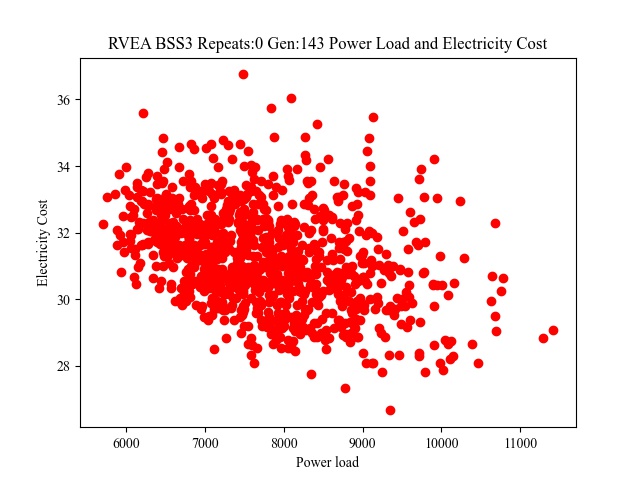 RVEA BSS3 Repeats:0 Gen:143 Power Load and Electricity Cost
36
34
32
30
28
Electricity Cost
6000 7000 8000 9000 10000 11000
Power load